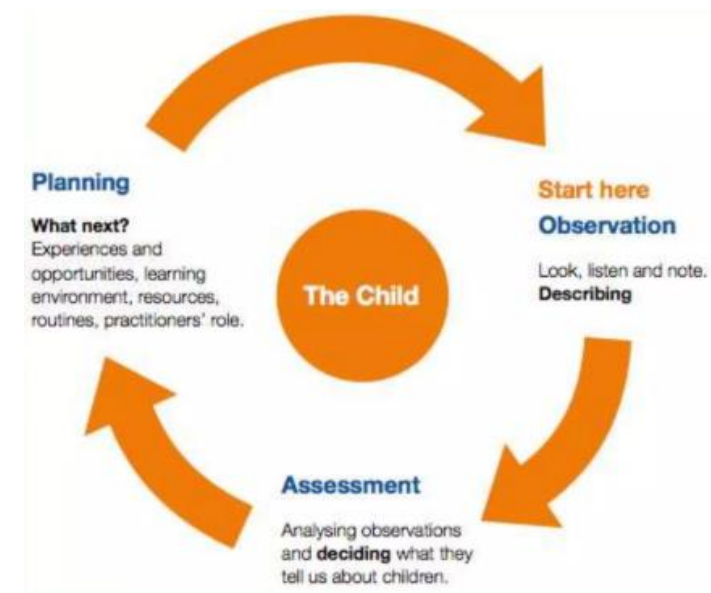 Planning
What next?
Experiences and
opportunities, learning
environment, resources,
routines, practitioners' role.
The Child
Start here
Observation
Look, listen and note.
Describing
Assessment
Analysing observations
and deciding what they
tell us about children.